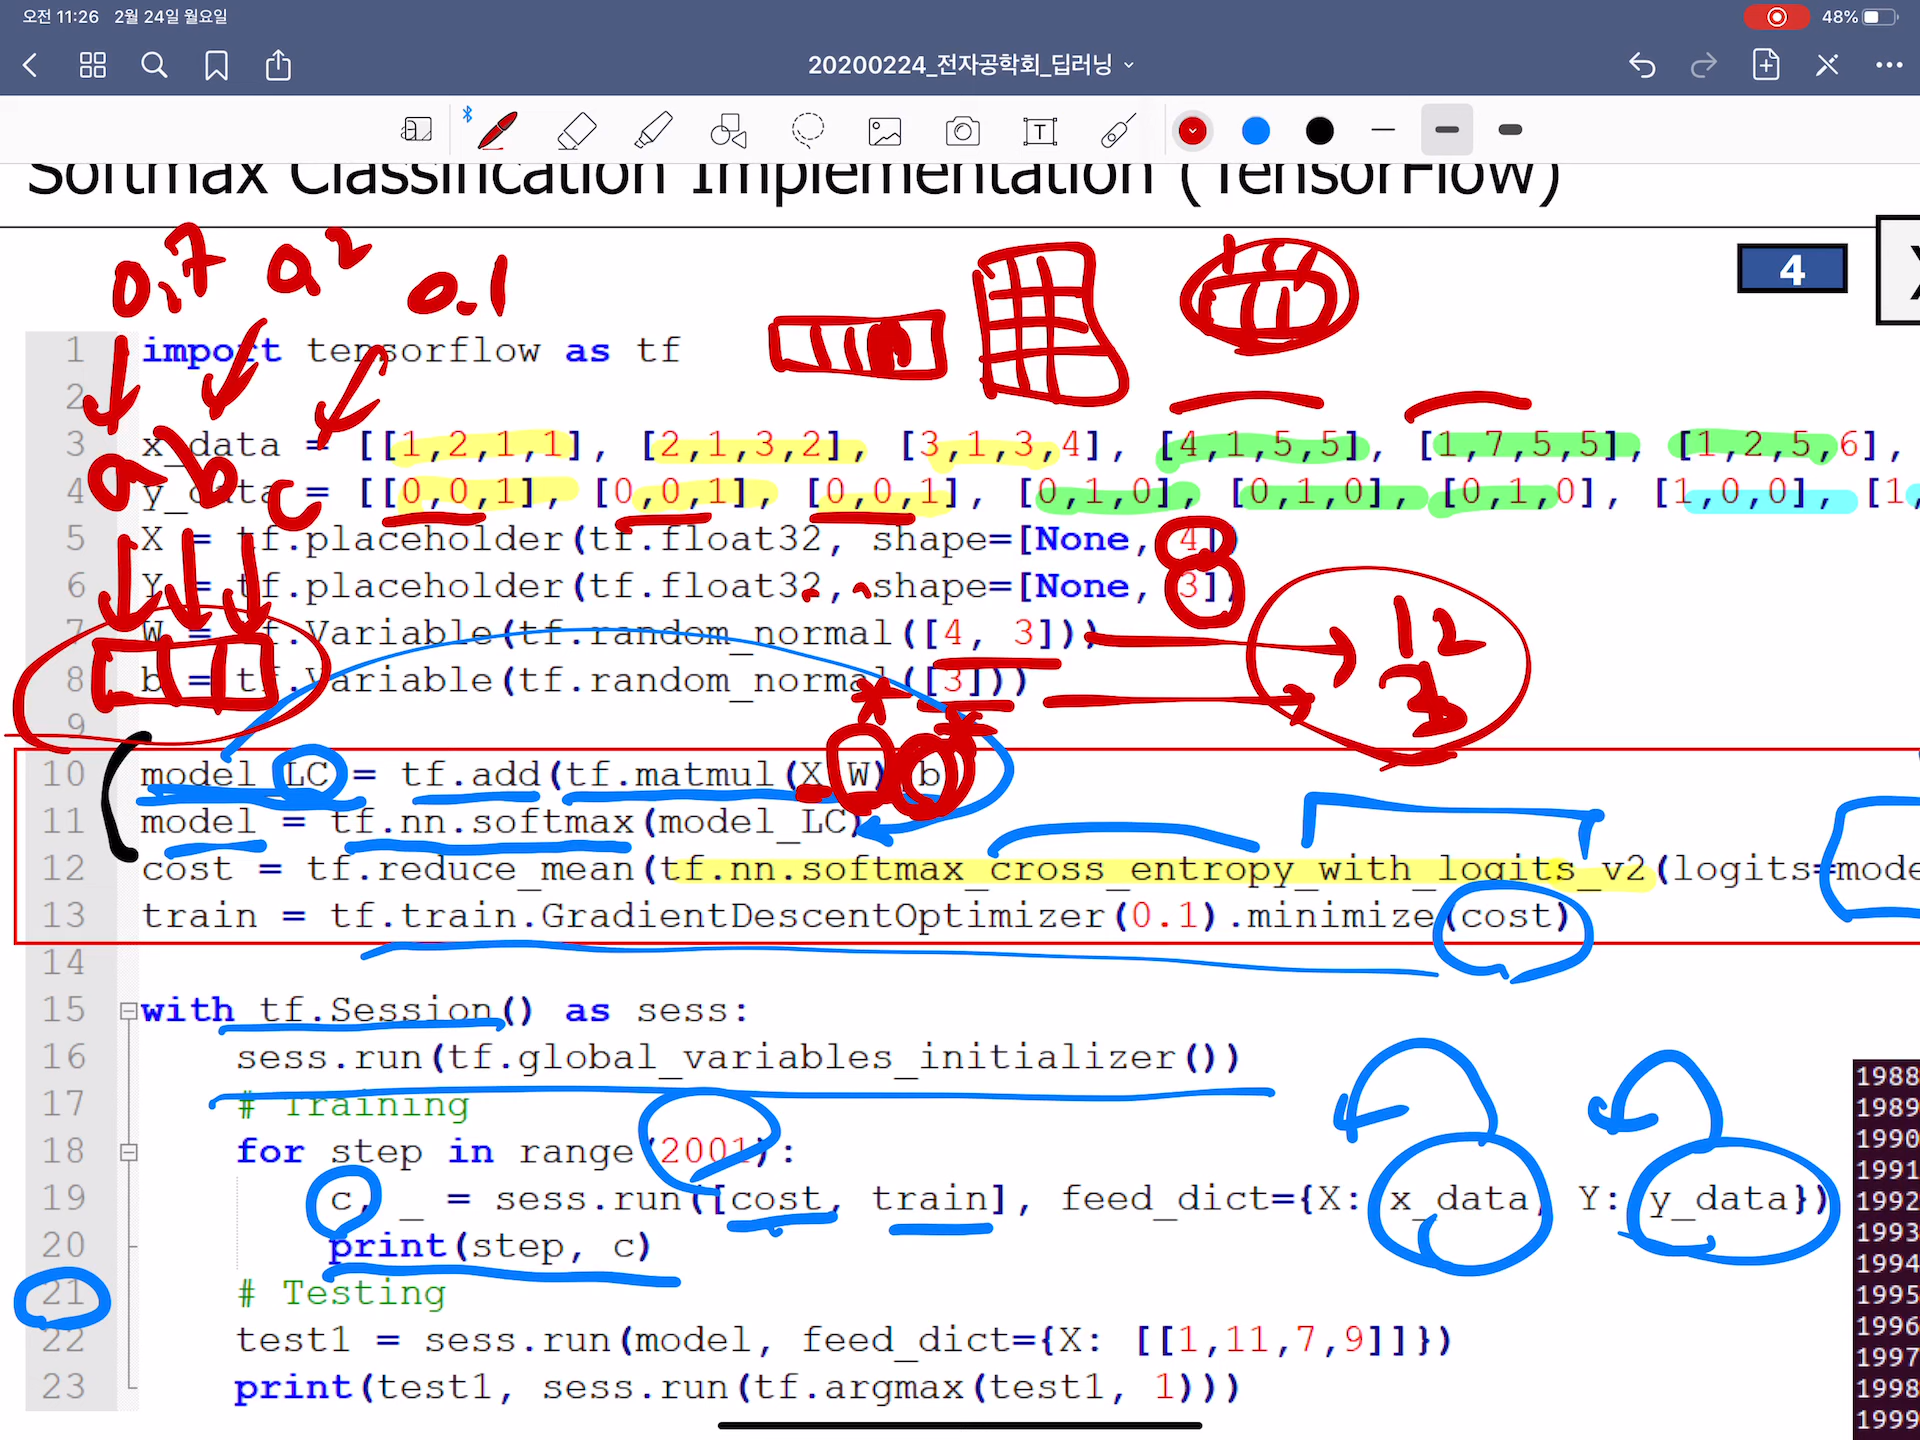 오전 11:26 2월 24일 월요일
48%
20200224_전자공학회_딥러닝
Softmax Classification Implementation (TensorFlow)
4
0.7 0.2 0.1
1 import tensorflow as tf
2
3 x_data = [[1,2,1,1], [2,1,3,2], [3,1,3,4], [4,1,5,5], [1,7,5,5], [1,2,5,6],
4 y_data = [[0,0,1], [0,0,1], [0,0,1], [0,1,0], [0,1,0], [0,1,0], [1,0,0], [1,
a b c
5 X = tf.placeholder(tf.float32, shape=[None, 4])
6 Y = tf.placeholder(tf.float32, shape=[None, 3])
7 W = tf.Variable(tf.random_normal([4, 3]))
12
8 b = tf.Variable(tf.random_normal([3]))
3
9
10 model_LC = tf.add(tf.matmul(X,W),b)
11 model = tf.nn.softmax(model_LC)
12 cost = tf.reduce_mean(tf.nn.softmax_cross_entropy_with_logits_v2(logits=mode
13 train = tf.train.GradientDescentOptimizer(0.1).minimize(cost)
14
15 with tf.Session() as sess:
16 sess.run(tf.global_variables_initializer())
17 # Training
18 for step in range(2001):
19 c, _ = sess.run([cost, train], feed_dict={X: x_data, Y: y_data})
20 print(step, c)
21 # Testing
22 test1 = sess.run(model, feed_dict={X: [[1,11,7,9]]})
23 print(test1, sess.run(tf.argmax(test1, 1)))
1988
1989
1990
1991
1992
1993
1994
1995
1996
1997
1998
1999